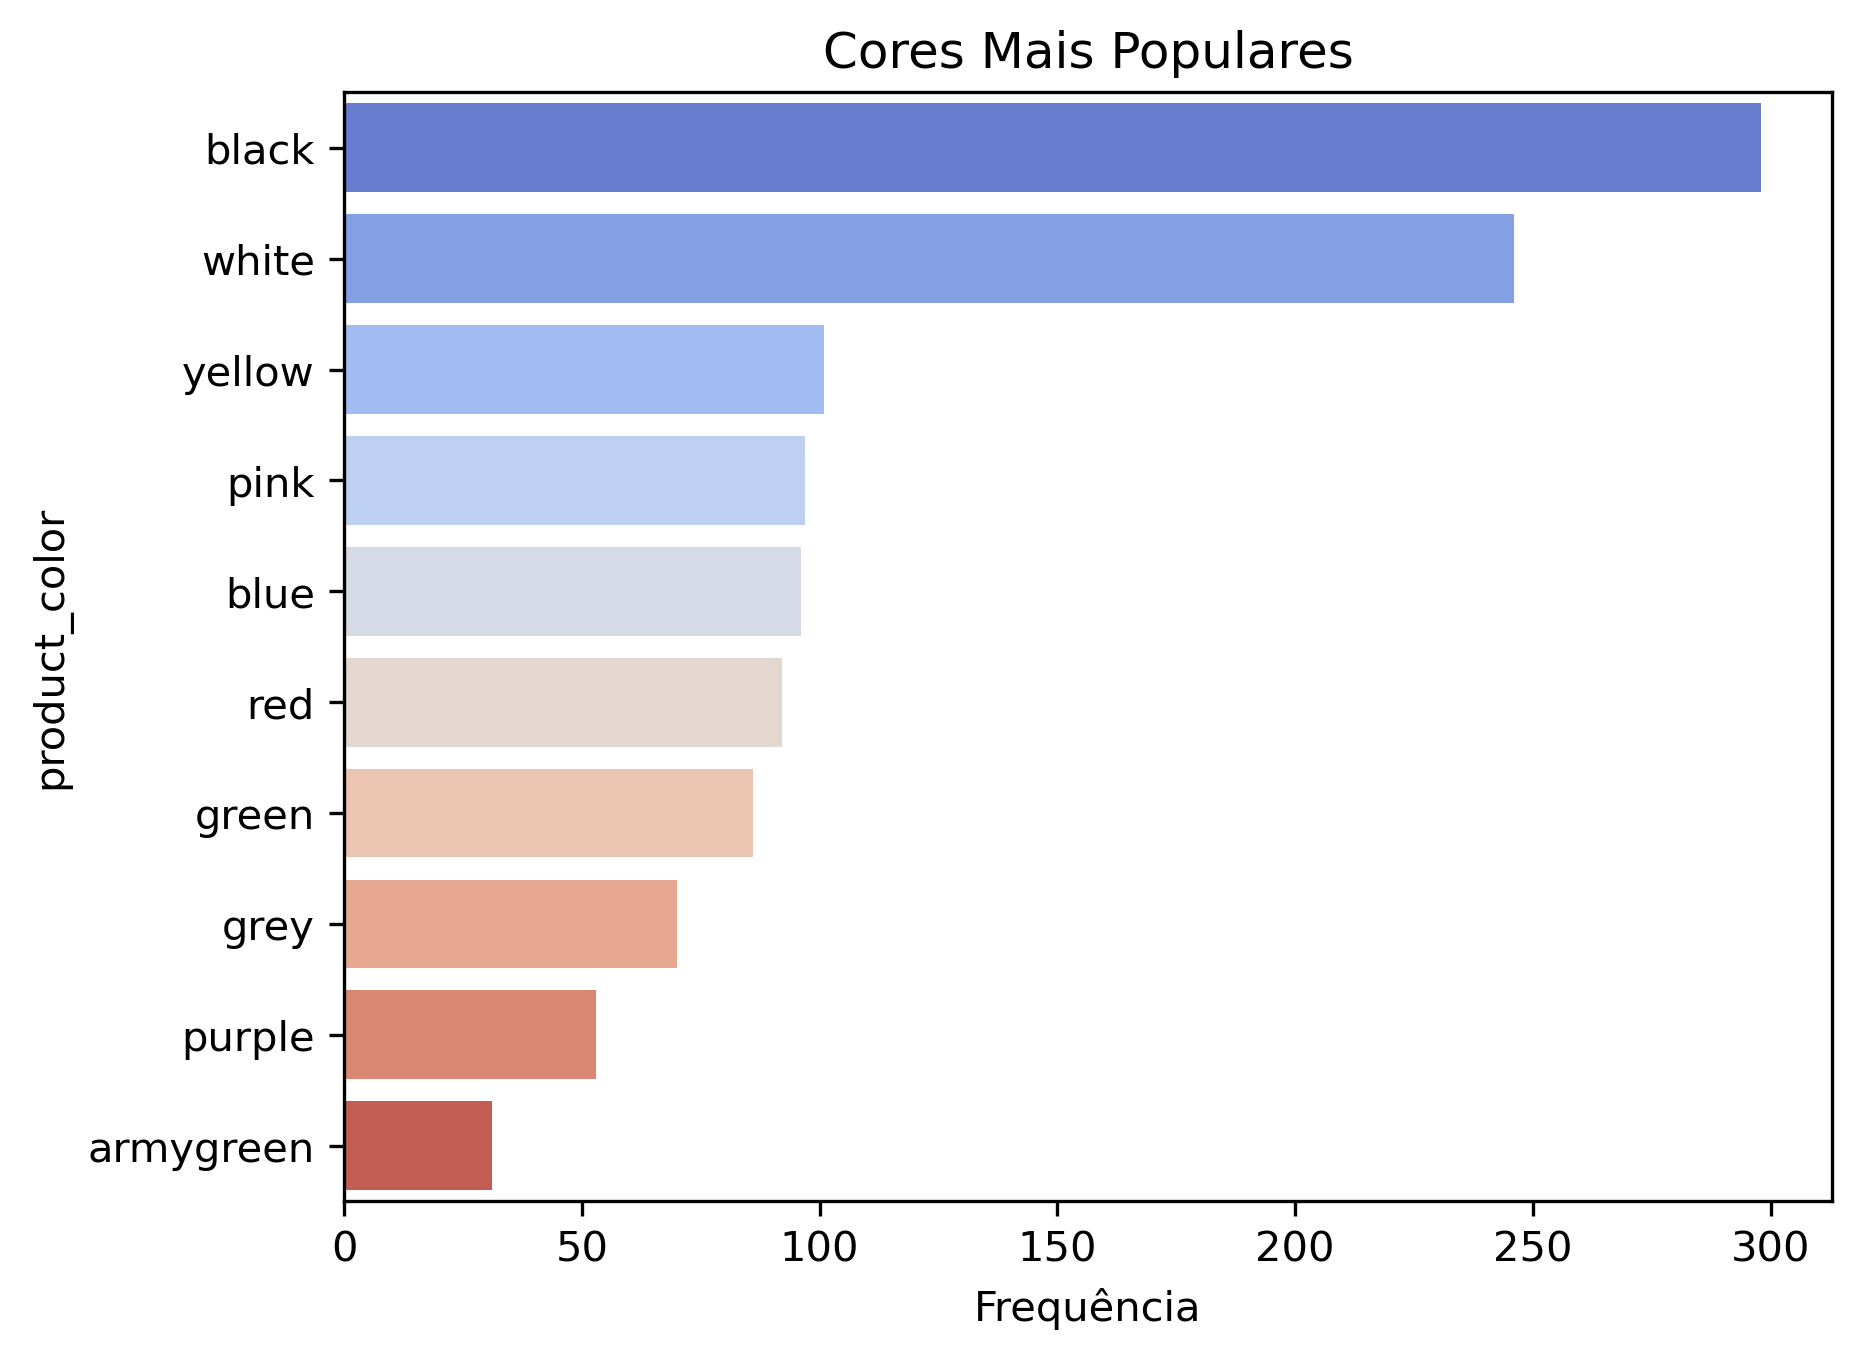 Cores Mais Populares
black
white
yellow
pink
blue
red
green
grey
purple
armygreen
product_color
0 50 100 150 200 250 300
Frequência